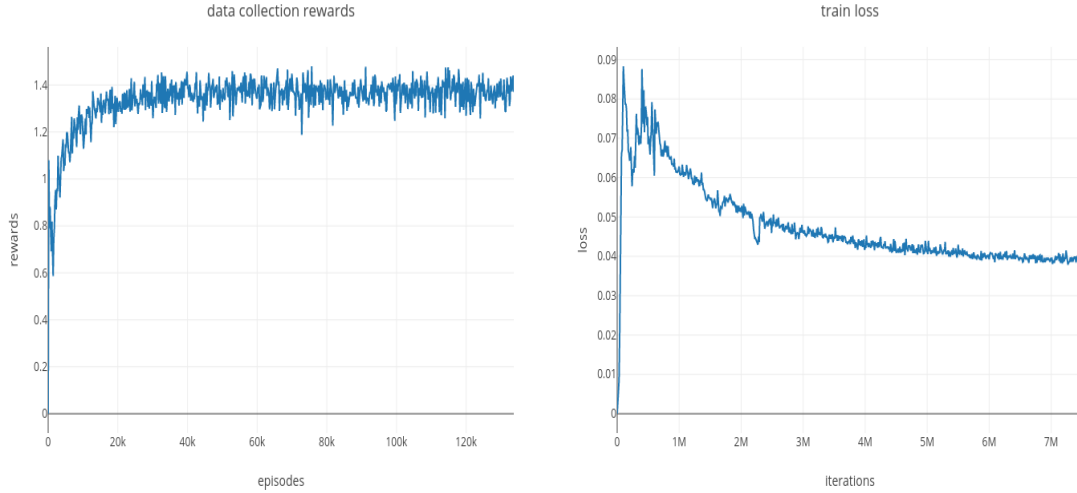 data collection rewards
1.4
1.2
1
0.8
0.6
0.4
0.2
0
rewards
0 20k 40k 60k 80k 100k 120k
episodes
train loss
0.09
0.08
0.07
0.06
0.05
0.04
0.03
0.02
0.01
0
loss
0 1M 2M 3M 4M 5M 6M 7M
iterations